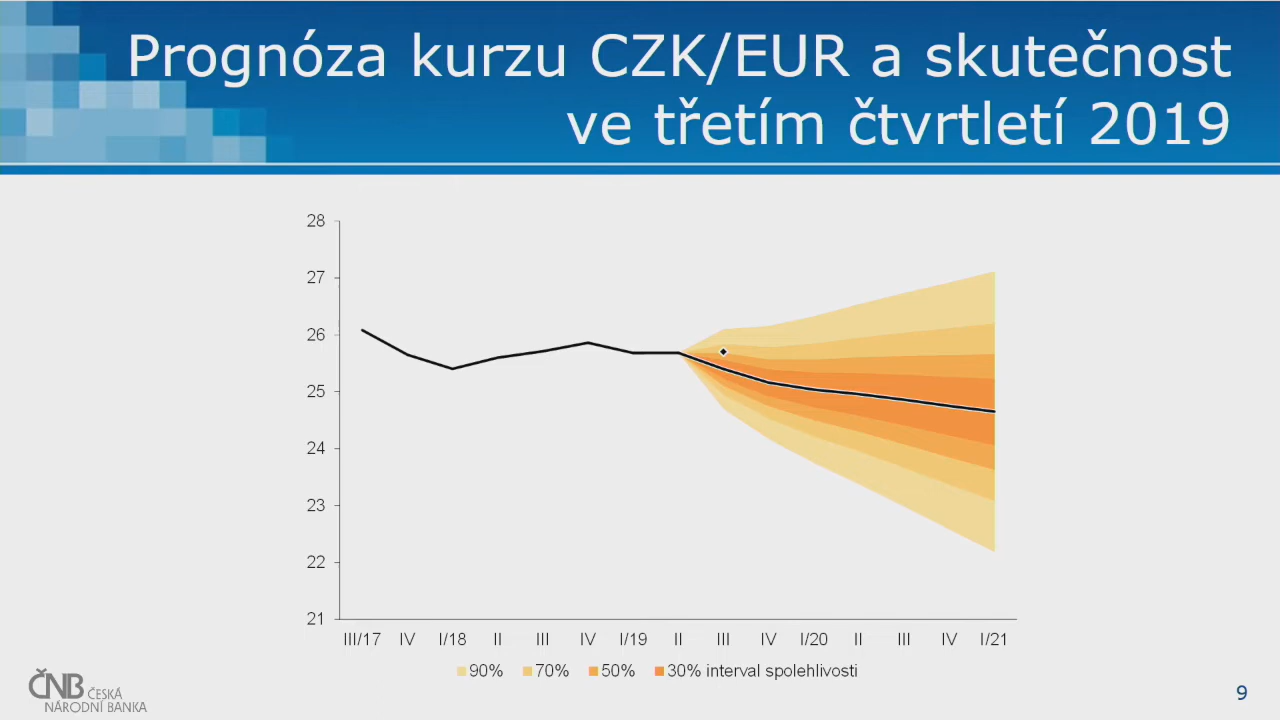 Prognóza kurzu CZK/EUR a skutečnost
ve třetím čtvrtletí 2019
28
27
26
25
24
23
22
21
III/17 IV I/18 II III IV I/19 II III IV I/20 II III IV I/21
90% 70% 50% 30% interval spolehlivosti
ČNB ČESKÁ
NÁRODNÍ BANKA
9